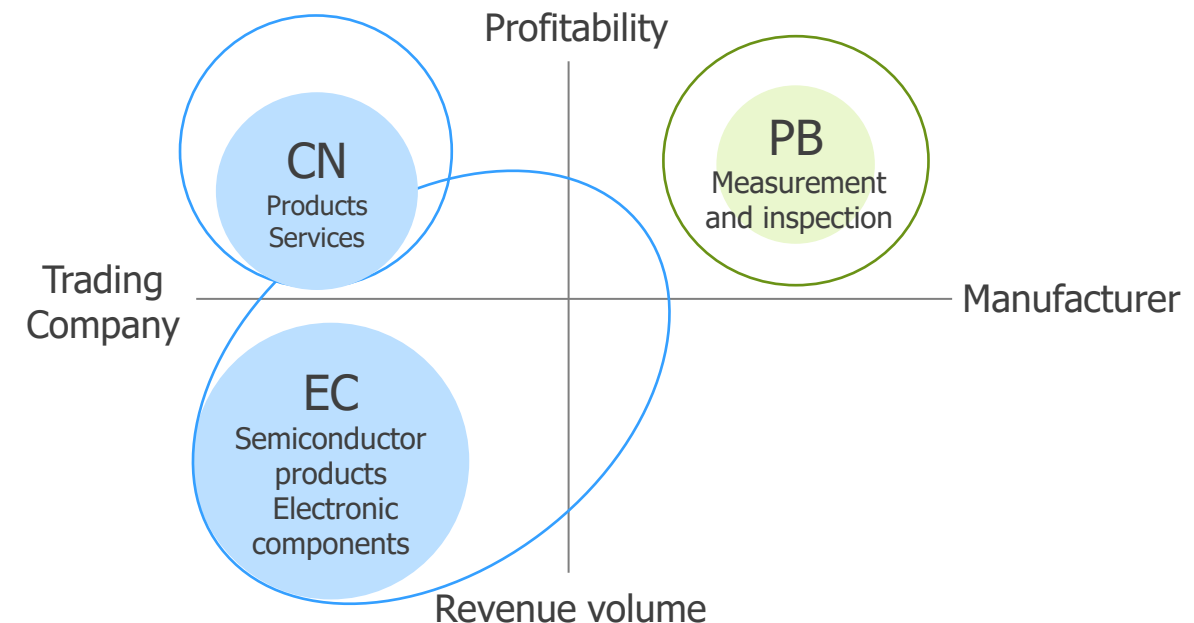 Profitability
CN
Products
Services
PB
Measurement
and inspection
Trading
Company
Manufacturer
EC
Semiconductor
products
Electronic
components
Revenue volume